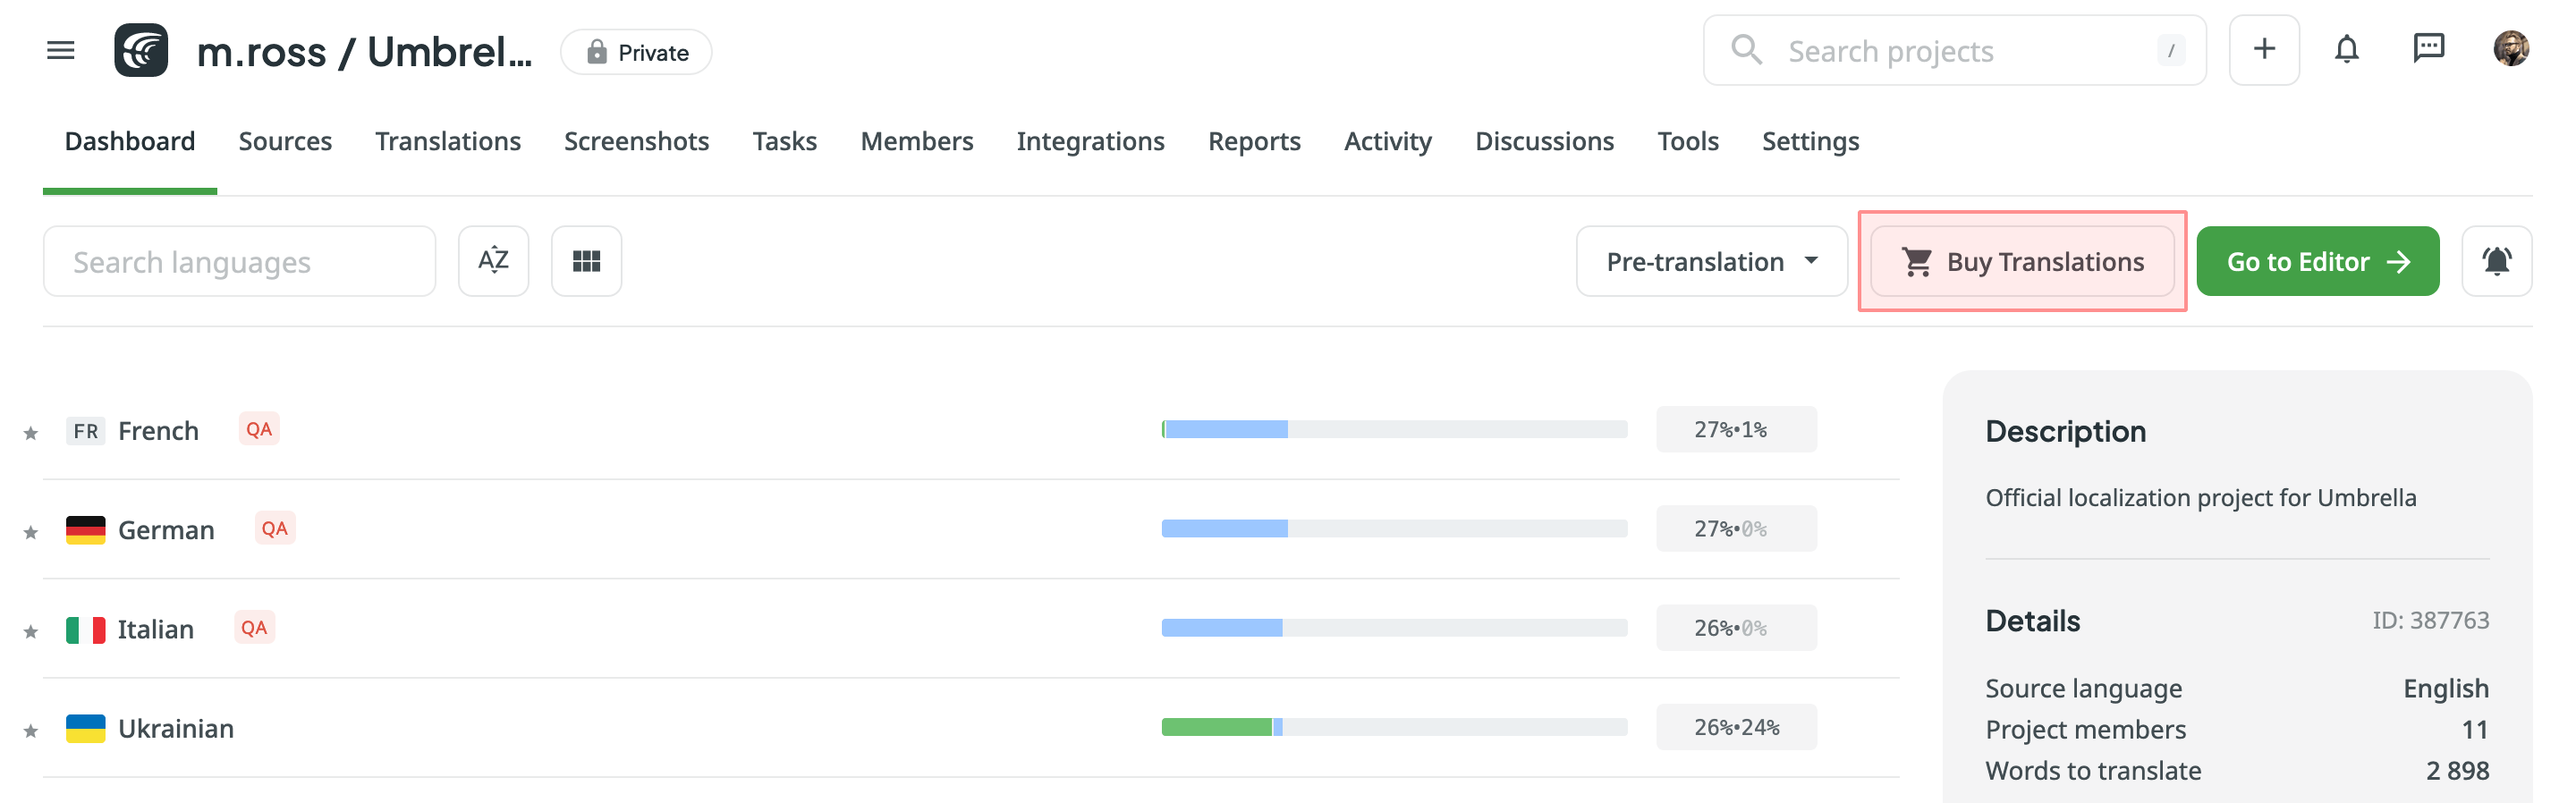 m.ross / Umbrel...
Private
Search projects
/
Dashboard Sources Translations Screenshots Tasks Members Integrations Reports Activity Discussions Tools Settings
Search languages
AZ
Pre-translation
Buy Translations
Go to Editor
FR French QA
27%•1%
German QA
27%•0%
Italian QA
26%•0%
Ukrainian
26%•24%
Description
Official localization project for Umbrella
Details ID: 387763
Source language English
Project members 11
Words to translate 2 898